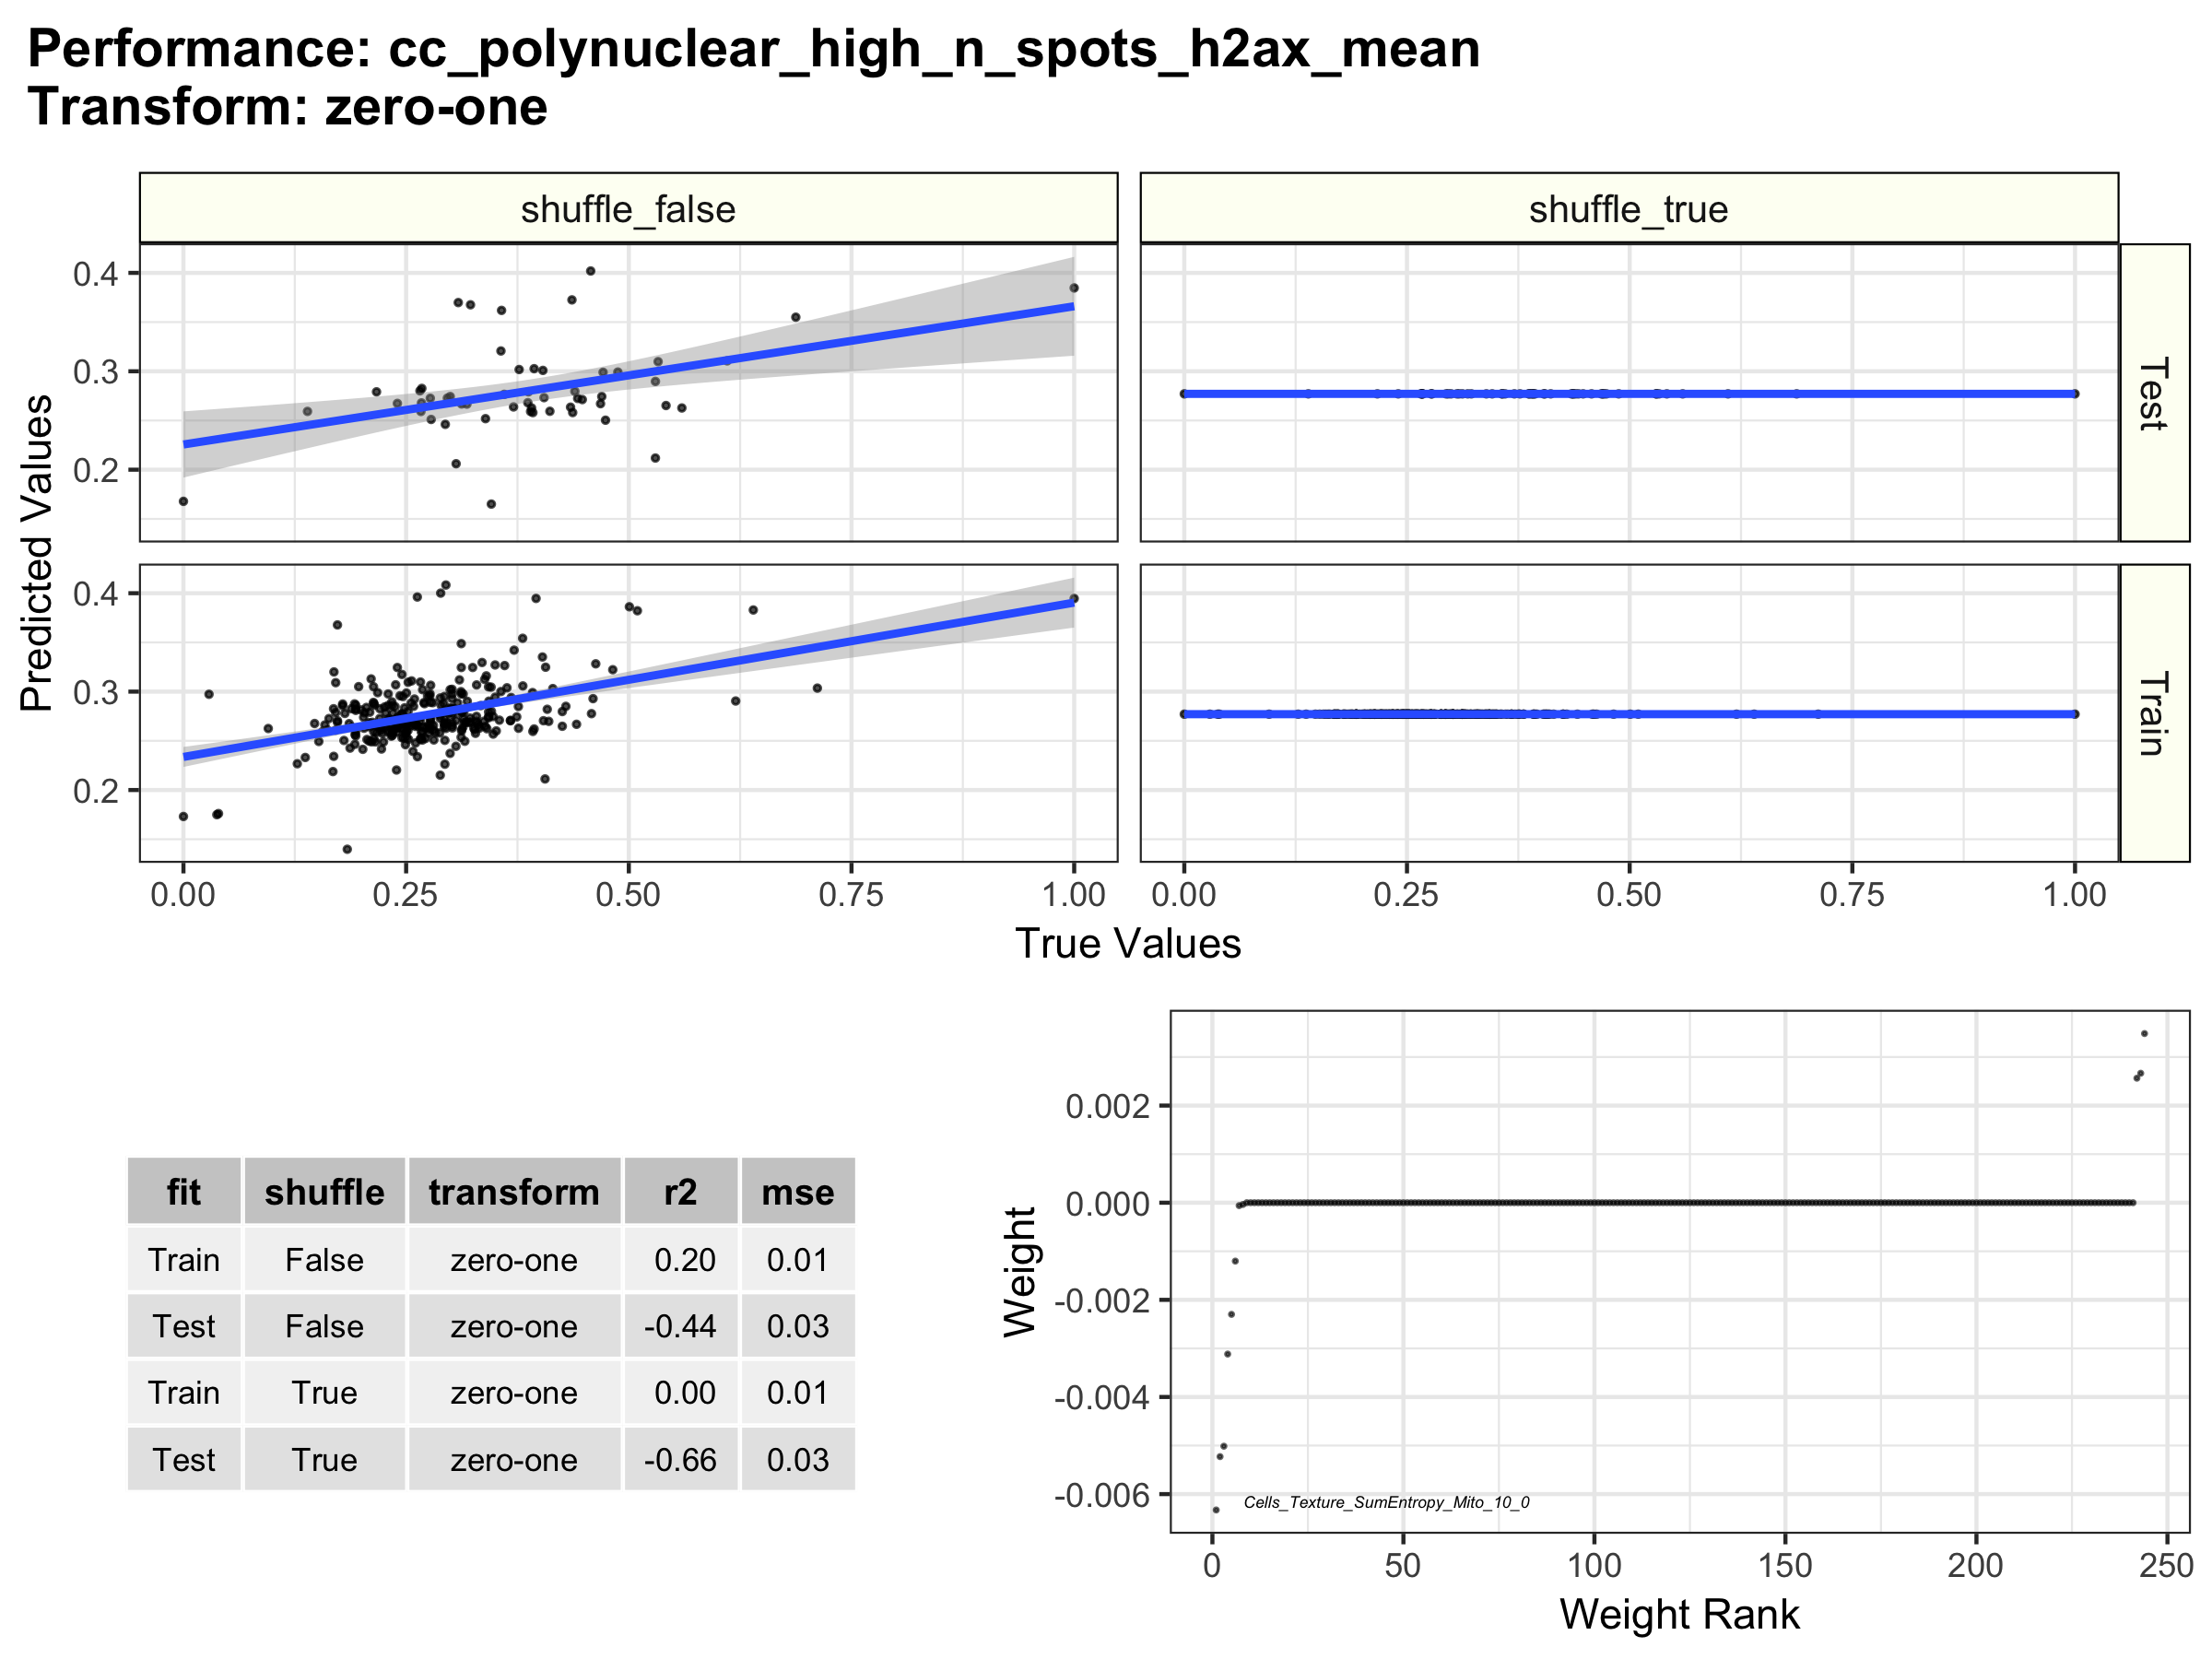 Performance: cc_polynuclear_high_n_spots_h2ax_mean
Transform: zero-one
shuffle_false
shuffle_true
0.4
0.3
0.2
Test
0.4
0.3
0.2
Train
Predicted Values
0.00 0.25 0.50 0.75 1.00
0.00 0.25 0.50 0.75 1.00
True Values
fit shuffle transform r2 mse
Train False zero-one 0.20 0.01
Test False zero-one -0.44 0.03
Train True zero-one 0.00 0.01
Test True zero-one -0.66 0.03
Weight
0.002
0.000
-0.002
-0.004
-0.006
Cells_Texture_SumEntropy_Mito_10_0
0 50 100 150 200 250
Weight Rank